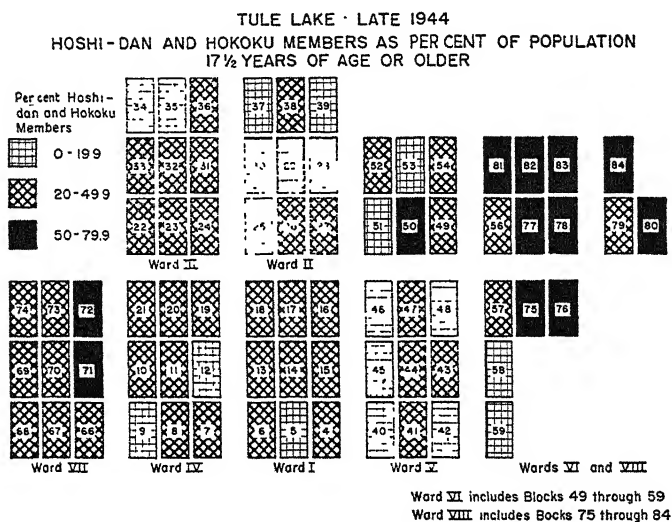 TULE LAKE · LATE 1944
HOSHI-DAN AND HOKOKU MEMBERS AS PER CENT OF POPULATION
17 ½ YEARS OF AGE OR OLDER
Per cent Hoshi-
dan and Hokoku
Members
0-19 9
20-49 9
50-79.9
34 35 36 37 38 39
33 32 31 52 53 54 81 82 83 84
22 23 24 51 50 49 56 77 78 79 80
Ward III Ward II
74 73 72 21 20 19 18 17 16 46 47 48 57 75 76
69 70 71 10 11 12 13 14 15 45 44 43 58
68 67 66 9 8 7 6 5 4 40 41 42 59
Ward VII Ward IV Ward I Ward V Wards VI and VIII
Ward VI includes Blocks 49 through 59
Ward VIII includes Bocks 75 through 84